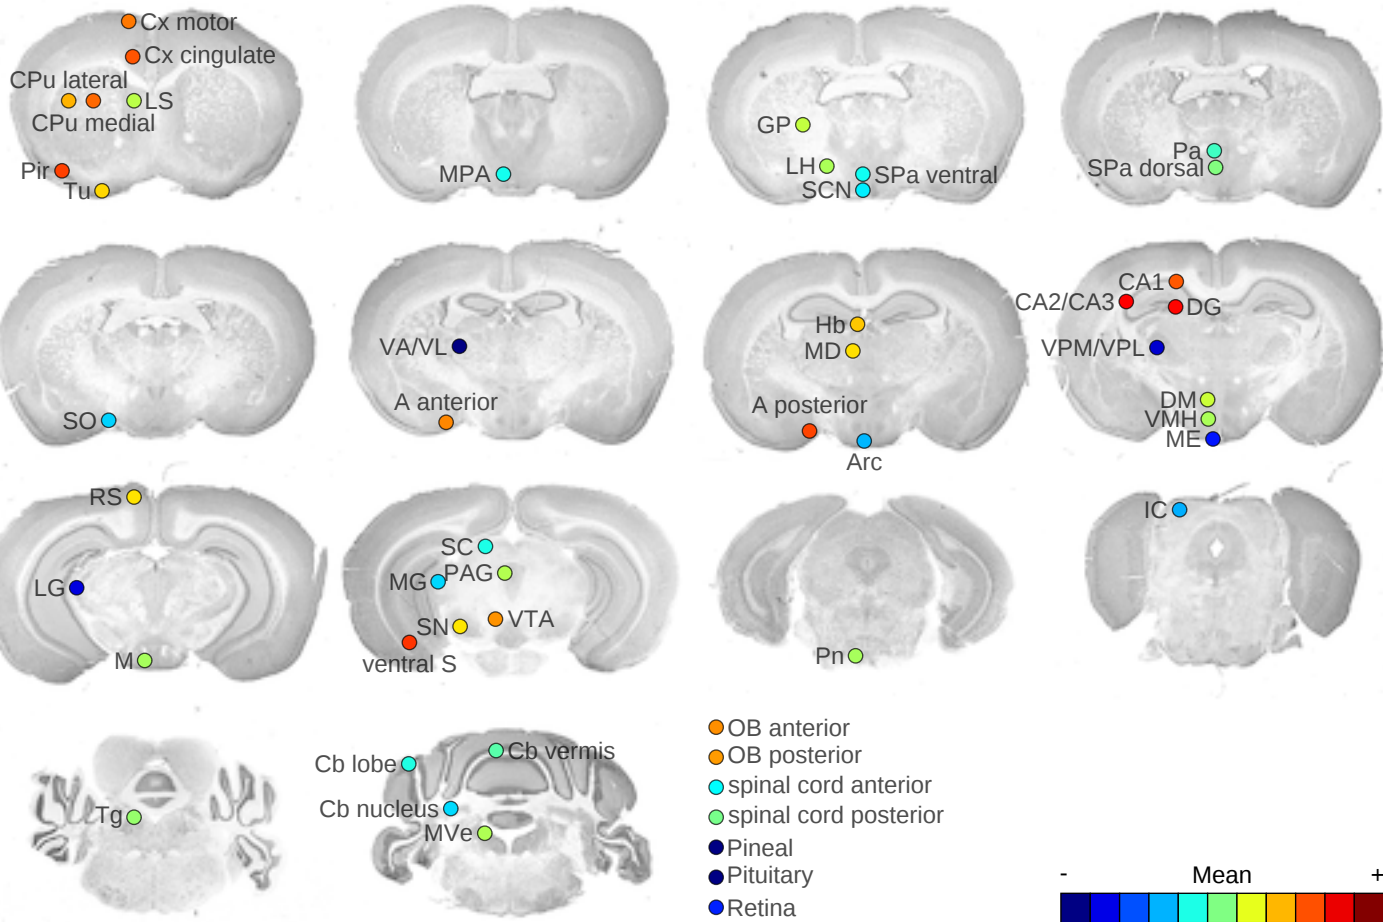 Cx motor
Cx cingulate
CPu lateral
LS
CPu medial
Pir
Tu
MPA
GP
LH
SPa ventral
SCN
Pa
SPa dorsal
SO
VA/VL
A anterior
Hb
MD
A posterior
Arc
CA1
CA2/CA3
DG
VPM/VPL
DM
VMH
ME
RS
LG
M
SC
MG
PAG
SN
VTA
ventral S
Pn
IC
Tg
Cb lobe
Cb vermis
Cb nucleus
MVe
OB anterior
OB posterior
spinal cord anterior
spinal cord posterior
Pineal
Pituitary
Retina
- Mean +